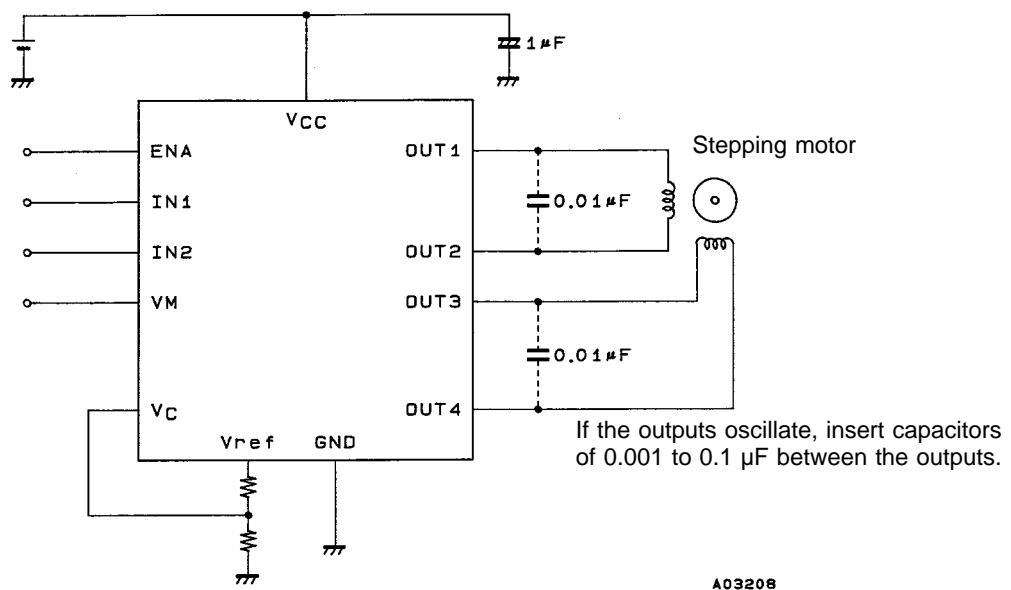 1µF
VCC
ENA
OUT1
Stepping motor
IN1
0.01µF
IN2
OUT2
VM
OUT3
0.01µF
VC
OUT4
Vref
GND
If the outputs oscillate, insert capacitors
of 0.001 to 0.1 µF between the outputs.
A03208